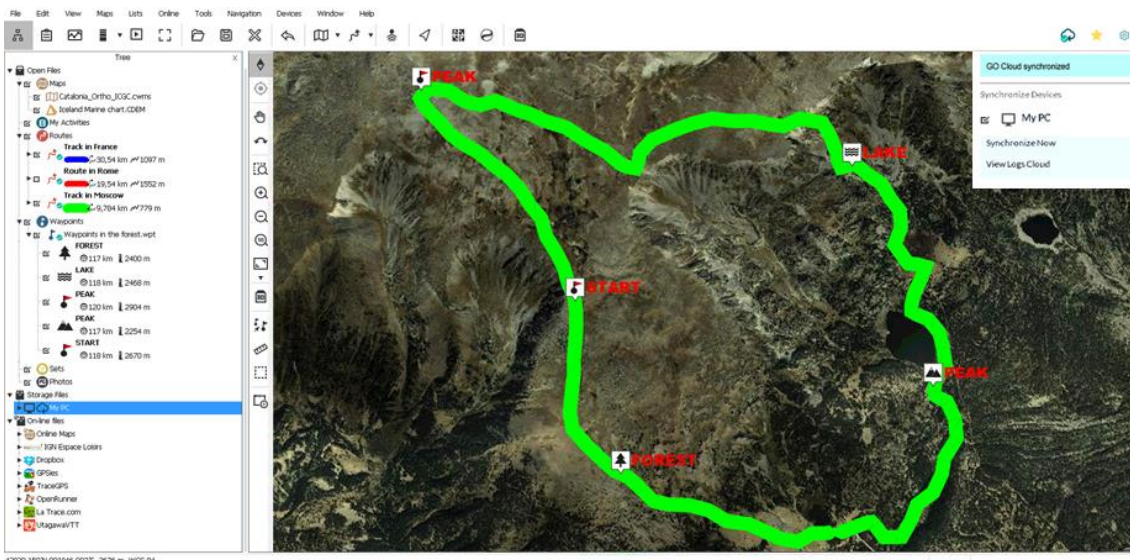 File Edit View Maps Lists Online Tools Navigation Devices Window Help
Tree x
Open Files
Maps
Catalonia_Ortho_ICGC.cwms
Iceland Marine chart.CDEM
My Activities
Routes
Track in France
30,54 km 1097 m
Route in Rome
19,54 km 1552 m
Track in Moscow
9,784 km 779 m
Waypoints
Waypoints in the forest.wpt
FOREST
117 km 2400 m
LAKE
118 km 2468 m
PEAK
120 km 2904 m
PEAK
117 km 2254 m
START
118 km 2670 m
Sets
Photos
Storage Files
My PC
On-line files
Online Maps
IGN Espace Loisirs
Dropbox
GPSies
TraceGPS
OpenRunner
La Trace.com
UtagawaVTT
PEAK
LAKE
START
PEAK
FOREST
GO Cloud synchronized
Synchronize Devices
My PC
Synchronize Now
View Logs Cloud